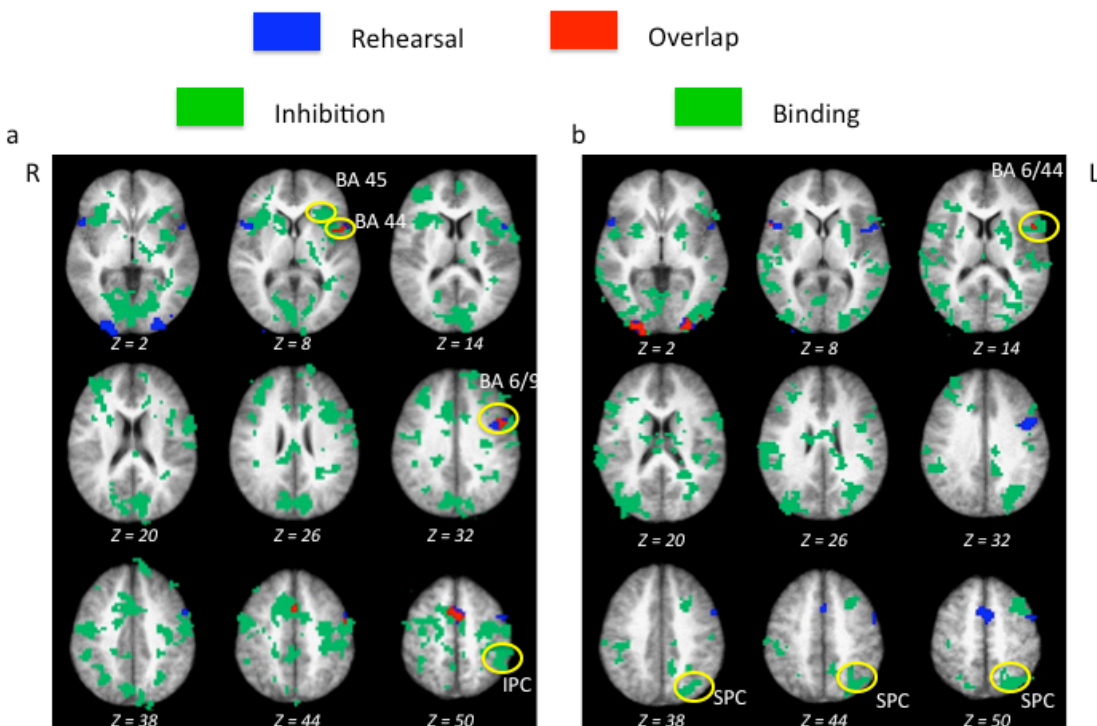 Rehearsal Overlap
Inhibition Binding
a b
R L
BA 45
BA 44
BA 6/44
Z = 2 Z = 8 Z = 14 Z = 2 Z = 8 Z = 14
BA 6/9
Z = 20 Z = 26 Z = 32 Z = 20 Z = 26 Z = 32
IPC SPC SPC SPC
Z = 38 Z = 44 Z = 50 Z = 38 Z = 44 Z = 50